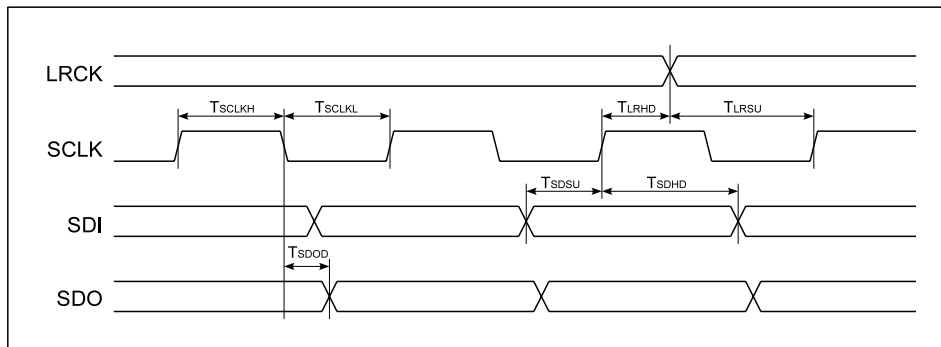 LRCK
TSCLKH TSCLKL TLRHD TLRSU
SCLK
TSDSU TSDHD
SDI
TSDOD
SDO